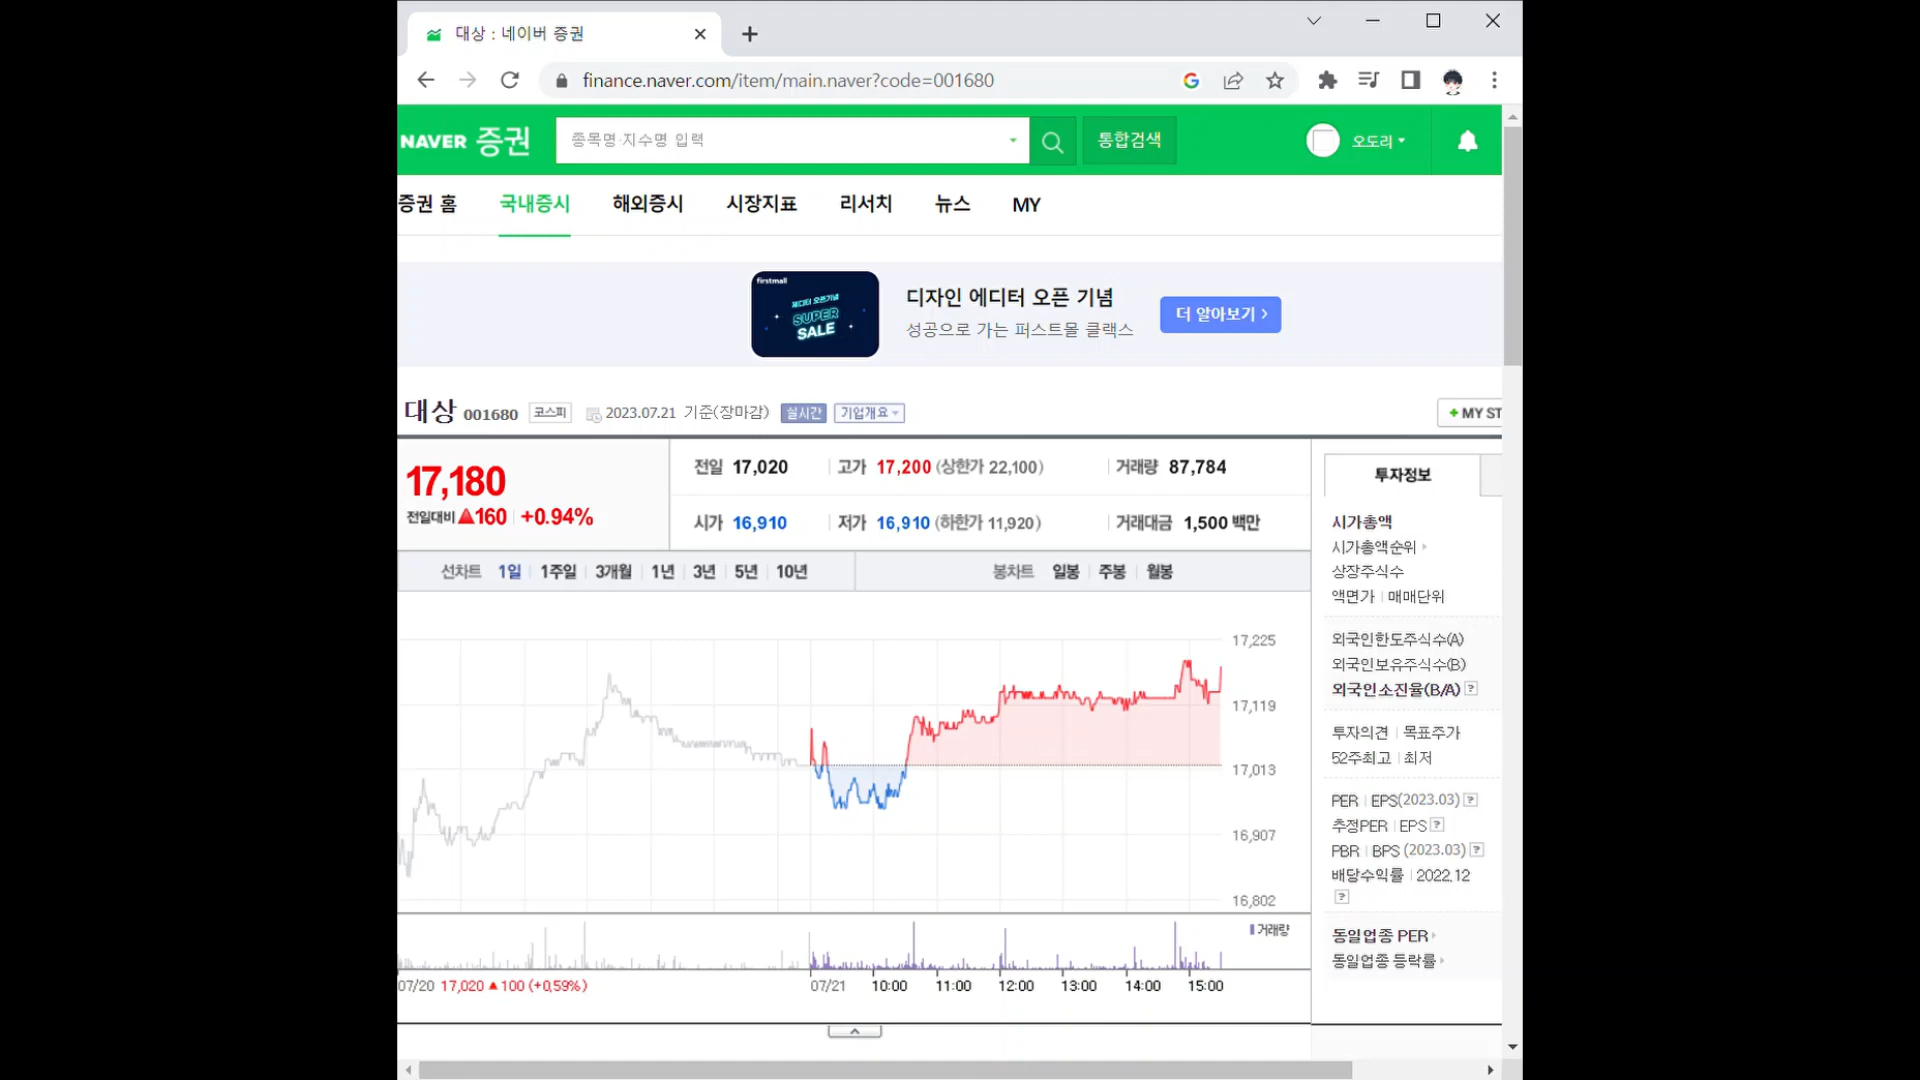 대상 : 네이버 증권
finance.naver.com/item/main.naver?code=001680
NAVER 증권
종목명·지수명 입력
통합검색
오도리
증권 홈 국내증시 해외증시 시장지표 리서치 뉴스 MY
firstmall
에디터 오픈기념
SUPER
SALE
디자인 에디터 오픈 기념
성공으로 가는 퍼스트몰 클랙스
더 알아보기 >
대상 001680 코스피 2023.07.21 기준(장마감) 실시간 기업개요
+ MY ST
17,180
전일대비 ▲160 +0.94%
전일 17,020 고가 17,200 (상한가 22,100) 거래량 87,784
시가 16,910 저가 16,910 (하한가 11,920) 거래대금 1,500 백만
선차트 1일 1주일 3개월 1년 3년 5년 10년
봉차트 일봉 주봉 월봉
17,225
17,119
17,013
16,907
16,802
거래량
07/20 17,020 ▲100 (+0.59%)
07/21 10:00 11:00 12:00 13:00 14:00 15:00
투자정보
시가총액
시가총액순위
상장주식수
액면가 매매단위
외국인한도주식수(A)
외국인보유주식수(B)
외국인소진율(B/A) ?
투자의견 목표주가
52주최고 최저
PER EPS(2023.03) ?
추정PER EPS ?
PBR BPS (2023.03) ?
배당수익률 2022.12
?
동일업종 PER
동일업종 등락률